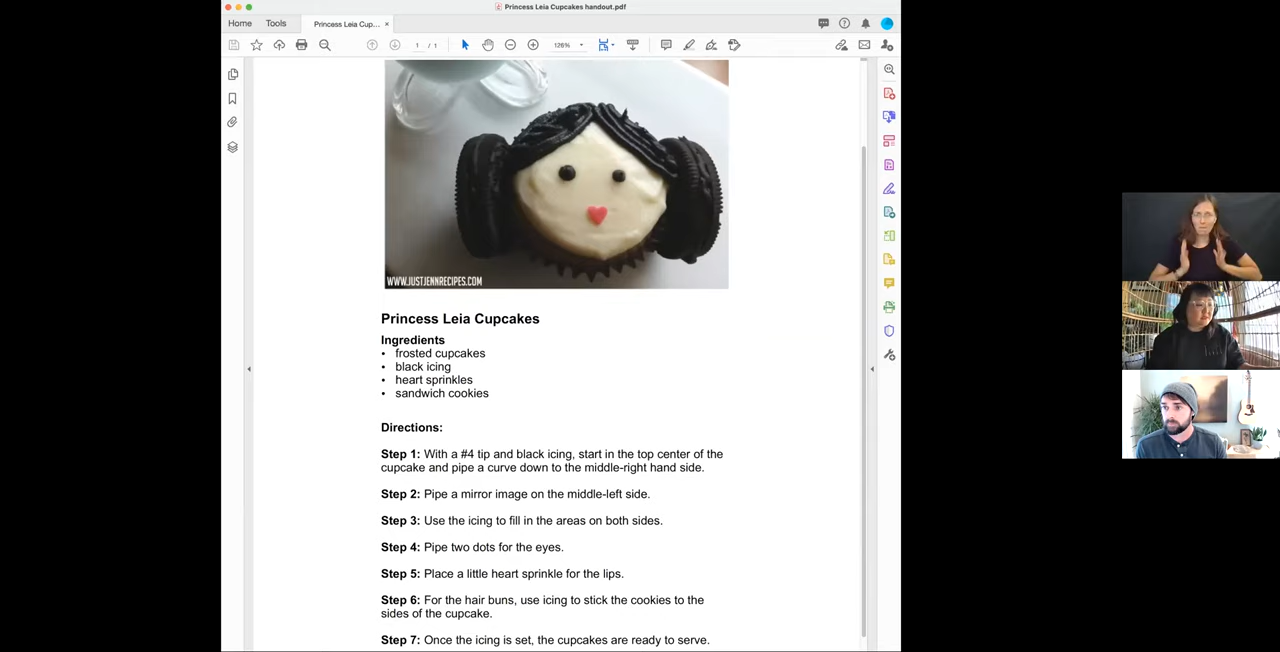 Princess Leia Cupcakes handout.pdf
Home
Tools
Princess Leia Cup...
1 / 1
126%
WWW.JUSTJENNRECIPES.COM
Princess Leia Cupcakes
Ingredients
• frosted cupcakes
• black icing
• heart sprinkles
• sandwich cookies
Directions:
Step 1: With a #4 tip and black icing, start in the top center of the
cupcake and pipe a curve down to the middle-right hand side.
Step 2: Pipe a mirror image on the middle-left side.
Step 3: Use the icing to fill in the areas on both sides.
Step 4: Pipe two dots for the eyes.
Step 5: Place a little heart sprinkle for the lips.
Step 6: For the hair buns, use icing to stick the cookies to the
sides of the cupcake.
Step 7: Once the icing is set, the cupcakes are ready to serve.